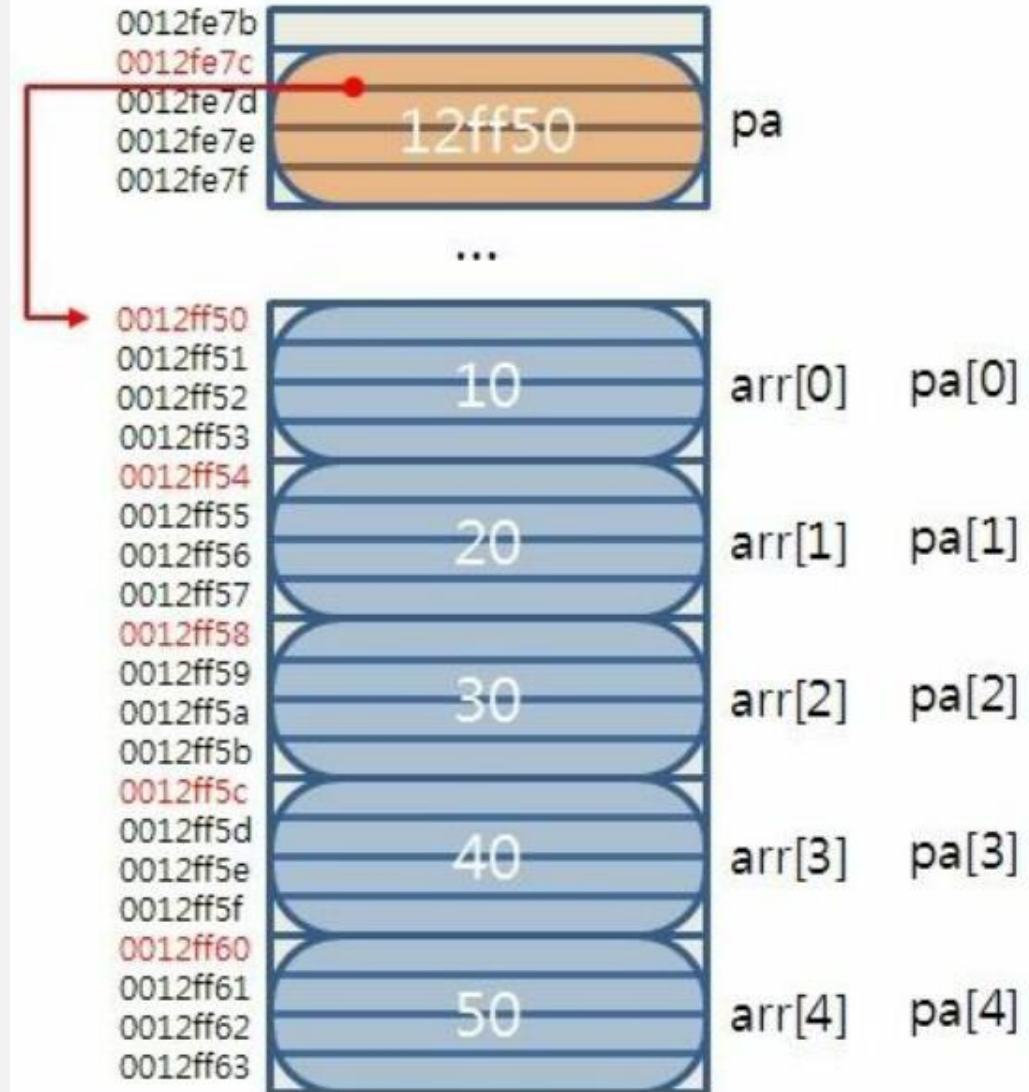 0012fe7b
0012fe7c
0012fe7d
0012fe7e
0012fe7f
12ff50
pa
...
0012ff50
0012ff51
0012ff52
0012ff53
10
arr[0] pa[0]
0012ff54
0012ff55
0012ff56
0012ff57
20
arr[1] pa[1]
0012ff58
0012ff59
0012ff5a
0012ff5b
30
arr[2] pa[2]
0012ff5c
0012ff5d
0012ff5e
0012ff5f
40
arr[3] pa[3]
0012ff60
0012ff61
0012ff62
0012ff63
50
arr[4] pa[4]